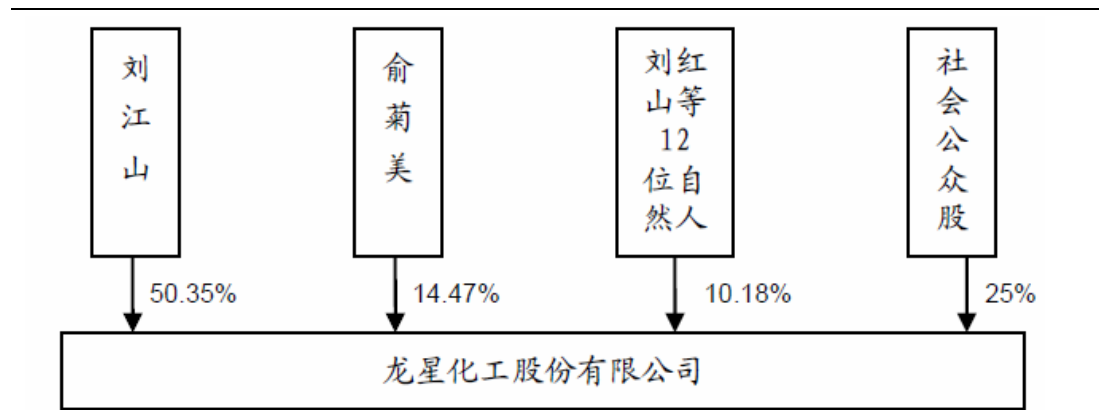 刘江山
俞菊美
刘红山等12位自然人
社会公众股
50.35%
14.47%
10.18%
25%
龙星化工股份有限公司